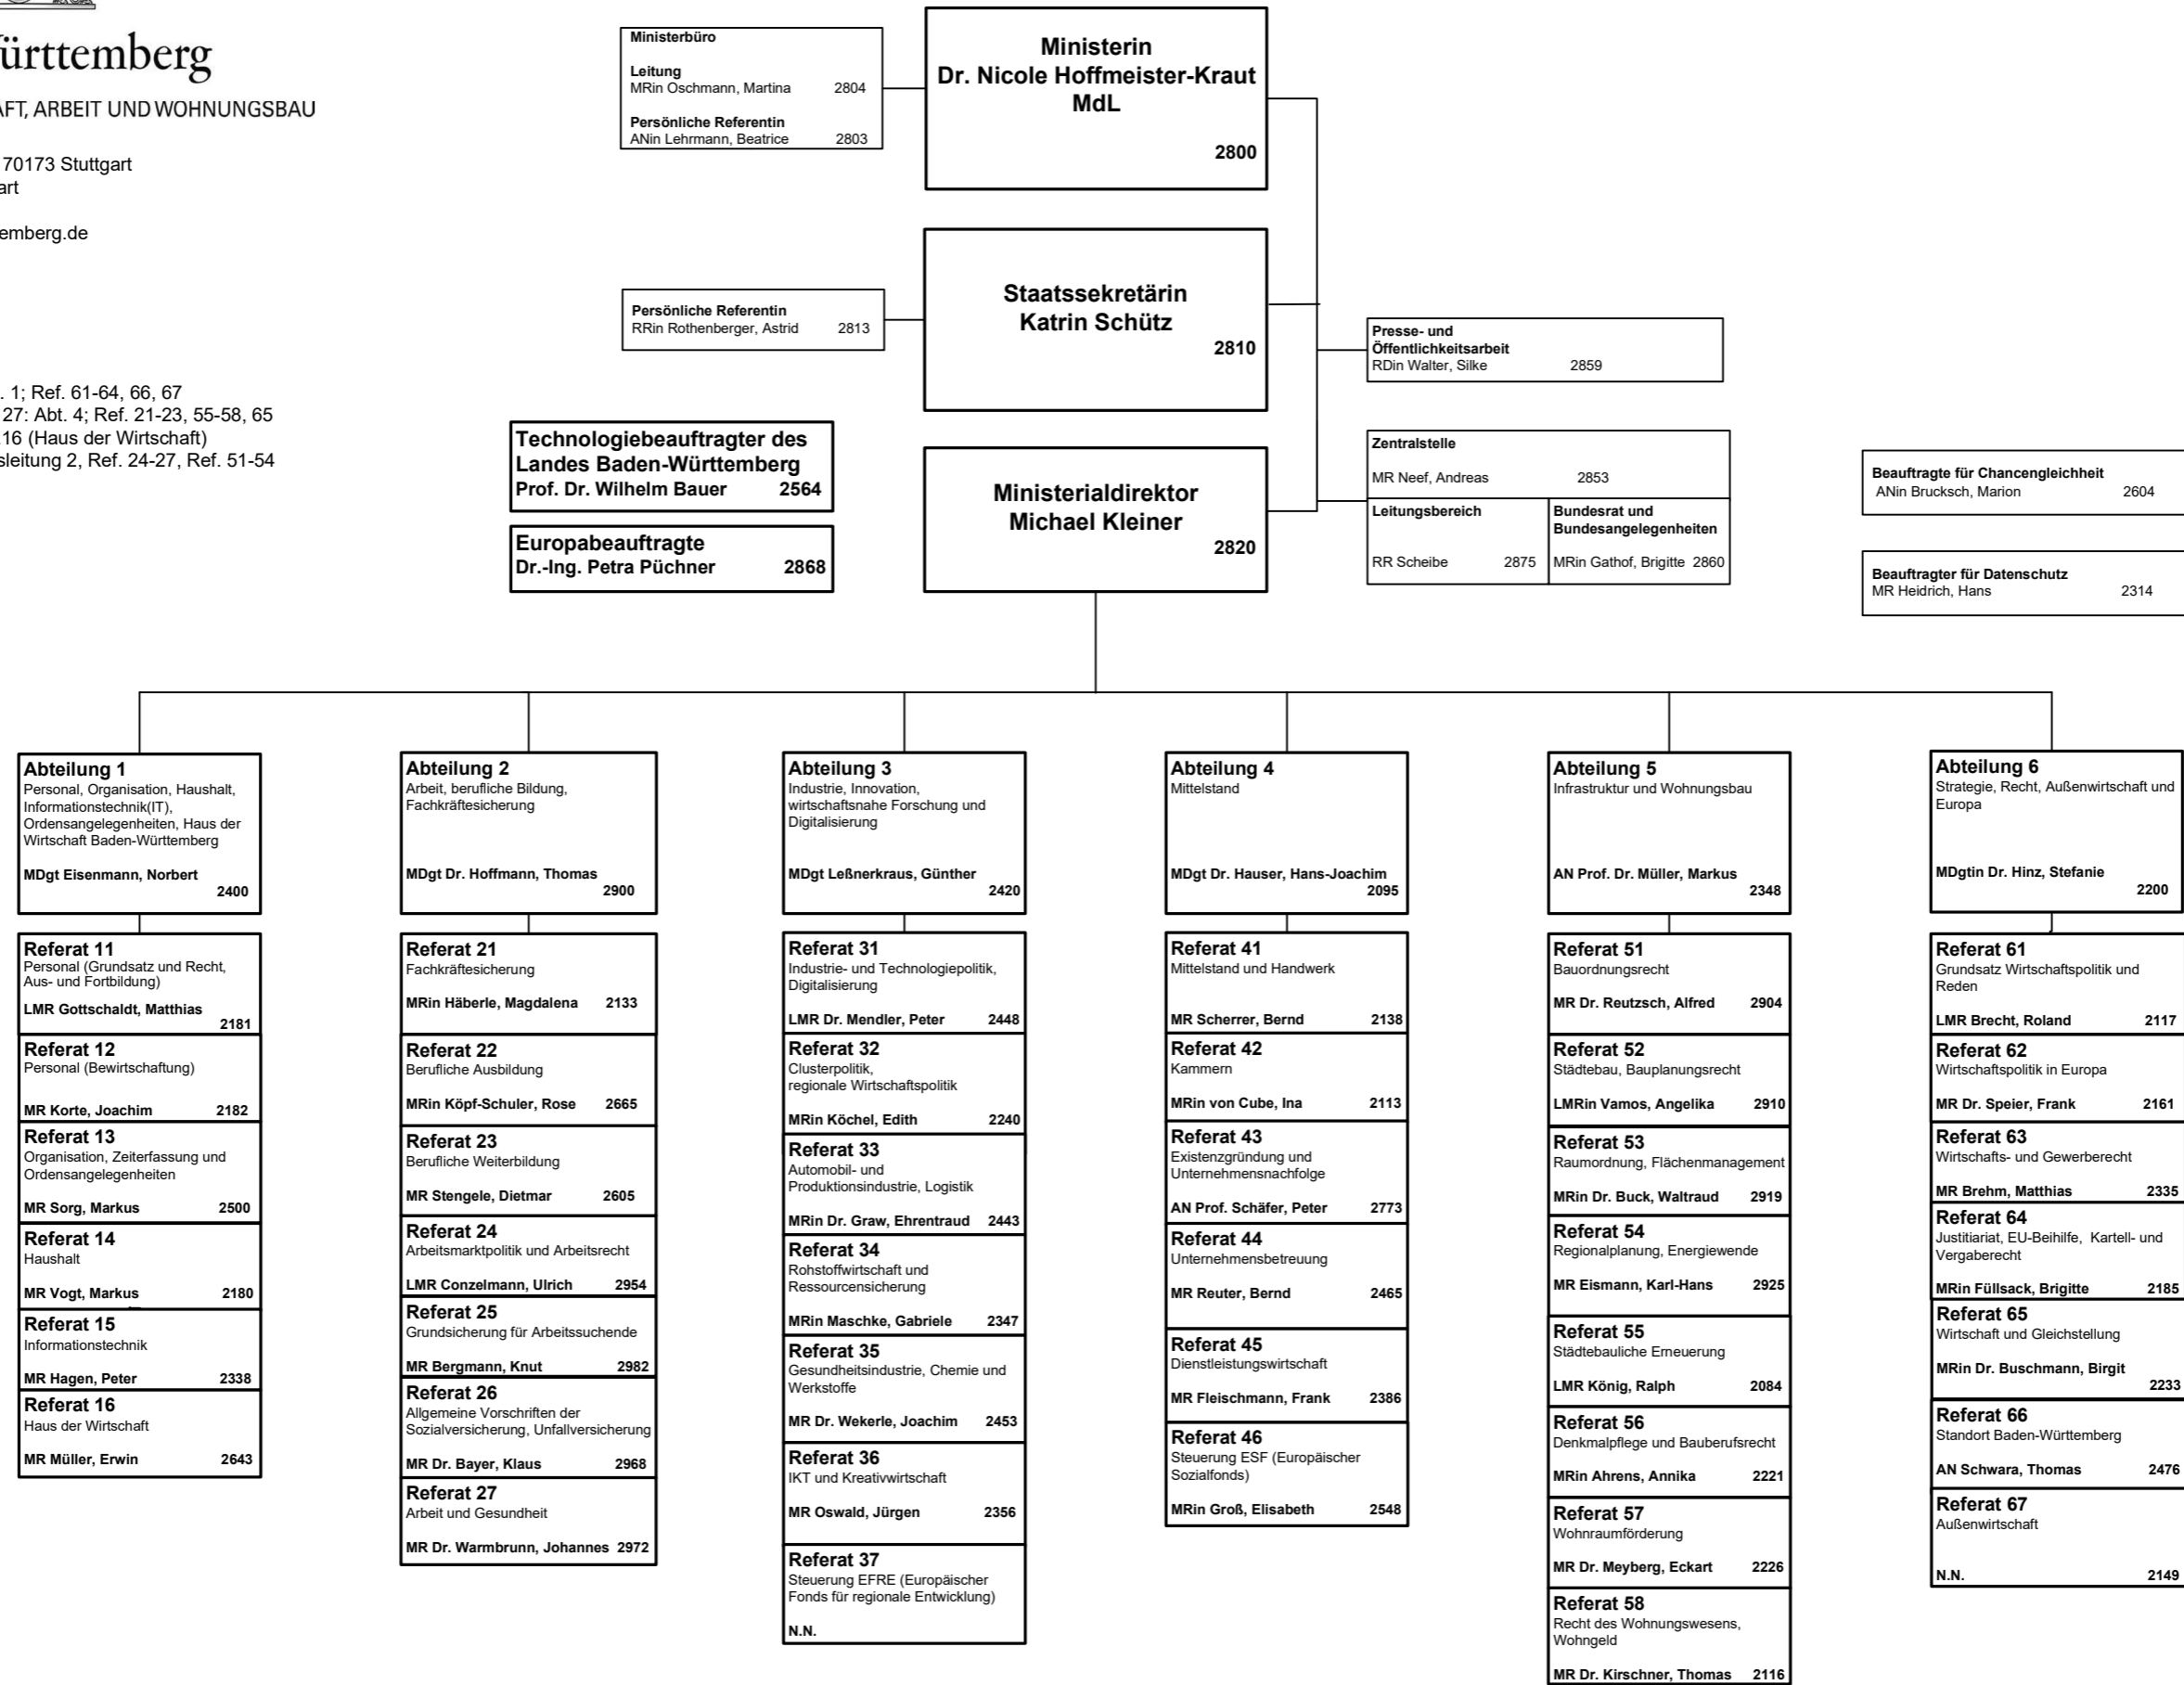 ürttemberg
AFT, ARBEIT UND WOHNUNGSBAU
70173 Stuttgart
art
emberg.de
. 1; Ref. 61-64, 66, 67
27: Abt. 4; Ref. 21-23, 55-58, 65
16 (Haus der Wirtschaft)
sleitung 2, Ref. 24-27, Ref. 51-54
Ministerbüro
Leitung
MRin Oschmann, Martina 2804
Persönliche Referentin
ANin Lehrmann, Beatrice 2803
Ministerin
Dr. Nicole Hoffmeister-Kraut
MdL
2800
Persönliche Referentin
RRin Rothenberger, Astrid 2813
Staatssekretärin
Katrin Schütz
2810
Presse- und
Öffentlichkeitsarbeit
RDin Walter, Silke 2859
Technologiebeauftragter des
Landes Baden-Württemberg
Prof. Dr. Wilhelm Bauer 2564
Europabeauftragte
Dr.-Ing. Petra Püchner 2868
Ministerialdirektor
Michael Kleiner
2820
Zentralstelle
MR Neef, Andreas 2853
Leitungsbereich
RR Scheibe 2875
Bundesrat und
Bundesangelegenheiten
MRin Gathof, Brigitte 2860
Beauftragte für Chancengleichheit
ANin Brucksch, Marion 2604
Beauftragter für Datenschutz
MR Heidrich, Hans 2314
Abteilung 1
Personal, Organisation, Haushalt,
Informationstechnik(IT),
Ordensangelegenheiten, Haus der
Wirtschaft Baden-Württemberg
MDgt Eisenmann, Norbert
2400
Referat 11
Personal (Grundsatz und Recht,
Aus- und Fortbildung)
LMR Gottschaldt, Matthias
2181
Referat 12
Personal (Bewirtschaftung)
MR Korte, Joachim 2182
Referat 13
Organisation, Zeiterfassung und
Ordensangelegenheiten
MR Sorg, Markus 2500
Referat 14
Haushalt
MR Vogt, Markus 2180
Referat 15
Informationstechnik
MR Hagen, Peter 2338
Referat 16
Haus der Wirtschaft
MR Müller, Erwin 2643
Abteilung 2
Arbeit, berufliche Bildung,
Fachkräftesicherung
MDgt Dr. Hoffmann, Thomas
2900
Referat 21
Fachkräftesicherung
MRin Häberle, Magdalena 2133
Referat 22
Berufliche Ausbildung
MRin Köpf-Schuler, Rose 2665
Referat 23
Berufliche Weiterbildung
MR Stengele, Dietmar 2605
Referat 24
Arbeitsmarktpolitik und Arbeitsrecht
LMR Conzelmann, Ulrich 2954
Referat 25
Grundsicherung für Arbeitssuchende
MR Bergmann, Knut 2982
Referat 26
Allgemeine Vorschriften der
Sozialversicherung, Unfallversicherung
MR Dr. Bayer, Klaus 2968
Referat 27
Arbeit und Gesundheit
MR Dr. Warmbrunn, Johannes 2972
Abteilung 3
Industrie, Innovation,
wirtschaftsnahe Forschung und
Digitalisierung
MDgt Leßnerkraus, Günther
2420
Referat 31
Industrie- und Technologiepolitik,
Digitalisierung
LMR Dr. Mendler, Peter 2448
Referat 32
Clusterpolitik,
regionale Wirtschaftspolitik
MRin Köchel, Edith 2240
Referat 33
Automobil- und
Produktionsindustrie, Logistik
MRin Dr. Graw, Ehrentraud 2443
Referat 34
Rohstoffwirtschaft und
Ressourcensicherung
MRin Maschke, Gabriele 2347
Referat 35
Gesundheitsindustrie, Chemie und
Werkstoffe
MR Dr. Wekerle, Joachim 2453
Referat 36
IKT und Kreativwirtschaft
MR Oswald, Jürgen 2356
Referat 37
Steuerung EFRE (Europäischer
Fonds für regionale Entwicklung)
N.N.
Abteilung 4
Mittelstand
MDgt Dr. Hauser, Hans-Joachim
2095
Referat 41
Mittelstand und Handwerk
MR Scherrer, Bernd 2138
Referat 42
Kammern
MRin von Cube, Ina 2113
Referat 43
Existenzgründung und
Unternehmensnachfolge
AN Prof. Schäfer, Peter 2773
Referat 44
Unternehmensbetreuung
MR Reuter, Bernd 2465
Referat 45
Dienstleistungswirtschaft
MR Fleischmann, Frank 2386
Referat 46
Steuerung ESF (Europäischer
Sozialfonds)
MRin Groß, Elisabeth 2548
Abteilung 5
Infrastruktur und Wohnungsbau
AN Prof. Dr. Müller, Markus
2348
Referat 51
Bauordnungsrecht
MR Dr. Reutzsch, Alfred 2904
Referat 52
Städtebau, Bauplanungsrecht
LMRin Vamos, Angelika 2910
Referat 53
Raumordnung, Flächenmanagement
MRin Dr. Buck, Waltraud 2919
Referat 54
Regionalplanung, Energiewende
MR Eismann, Karl-Hans 2925
Referat 55
Städtebauliche Erneuerung
LMR König, Ralph 2084
Referat 56
Denkmalpflege und Bauberufsrecht
MRin Ahrens, Annika 2221
Referat 57
Wohnraumförderung
MR Dr. Meyberg, Eckart 2226
Referat 58
Recht des Wohnungswesens,
Wohngeld
MR Dr. Kirschner, Thomas 2116
Abteilung 6
Strategie, Recht, Außenwirtschaft und
Europa
MDgtin Dr. Hinz, Stefanie
2200
Referat 61
Grundsatz Wirtschaftspolitik und
Reden
LMR Brecht, Roland 2117
Referat 62
Wirtschaftspolitik in Europa
MR Dr. Speier, Frank 2161
Referat 63
Wirtschafts- und Gewerberecht
MR Brehm, Matthias 2335
Referat 64
Justitiariat, EU-Beihilfe, Kartell- und
Vergaberecht
MRin Füllsack, Brigitte 2185
Referat 65
Wirtschaft und Gleichstellung
MRin Dr. Buschmann, Birgit
2233
Referat 66
Standort Baden-Württemberg
AN Schwara, Thomas 2476
Referat 67
Außenwirtschaft
N.N. 2149